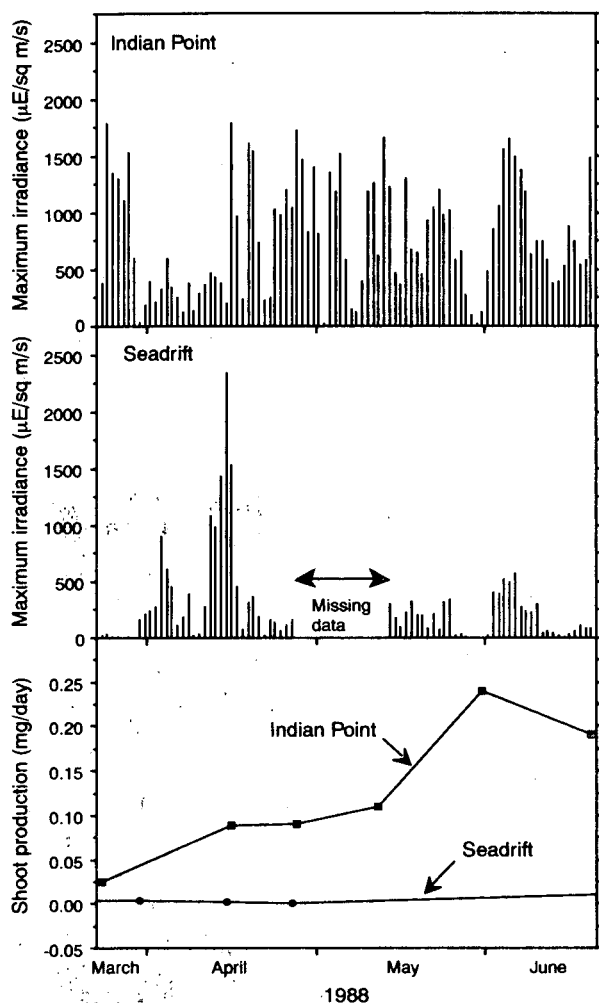 Maximum irradiance (µE/sq m/s)
2500
2000
1500
1000
500
0
Indian Point
Maximum irradiance (µE/sq m/s)
2500
2000
1500
1000
500
0
Seadrift
Missing
data
Shoot production (mg/day)
0.25
0.20
0.15
0.10
0.05
0.00
-0.05
Indian Point
Seadrift
March
April
May
June
1988